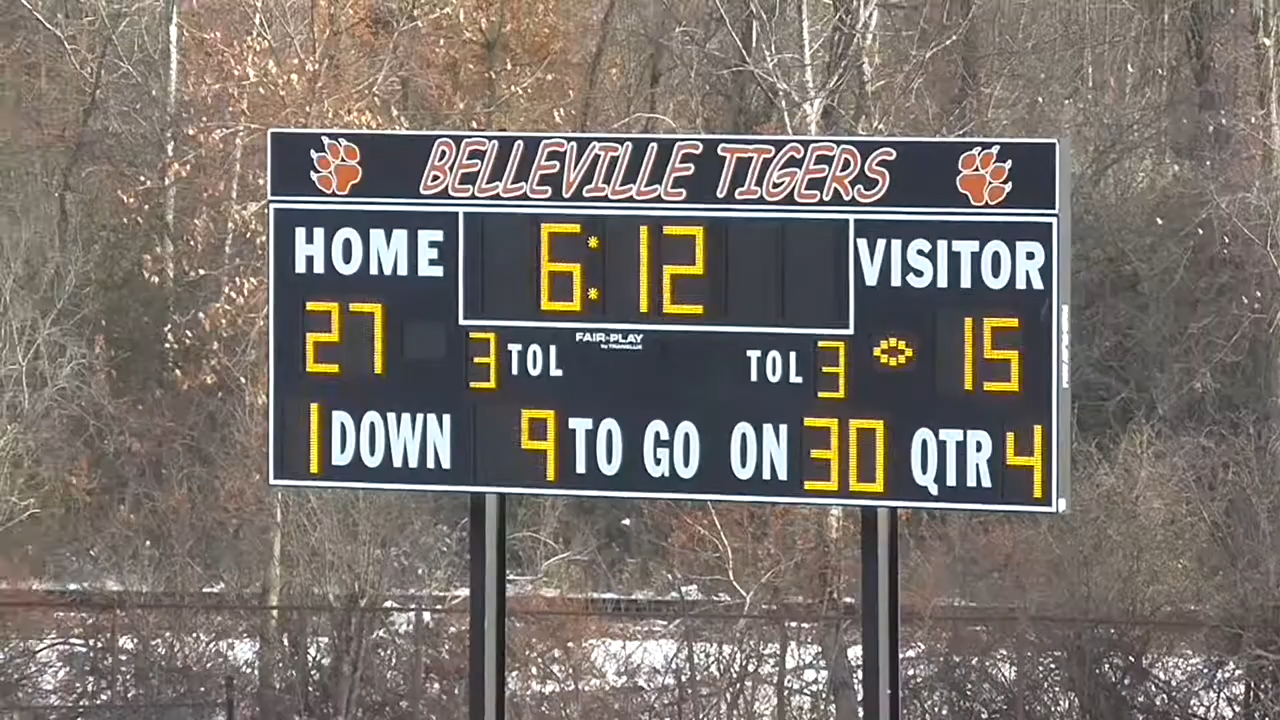 BELLEVILLE TIGERS
HOME 6:12 VISITOR
27 15
FAIR-PLAY
3 TOL TOL 3
1 DOWN 9 TO GO ON 30 QTR 4